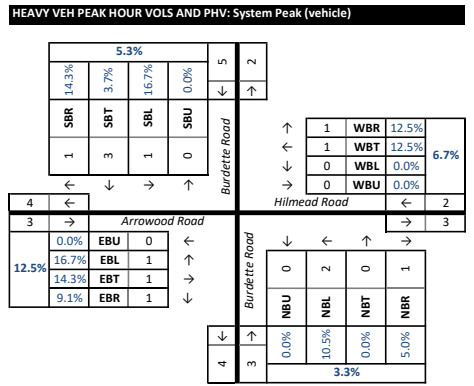 HEAVY VEH PEAK HOUR VOLS AND PHV: System Peak (vehicle)
5.3%
14.3% 3.7% 16.7% 0.0%
SBR SBT SBL SBU
1 3 1 0
← ↓ → ↑
5 2
↓ ↑
Burdette Road
↑ 1 WBR 12.5%
← 1 WBT 12.5%
↓ 0 WBL 0.0%
→ 0 WBU 0.0%
6.7%
4 ←
Hilmead Road
← 2
3 →
Arrowood Road
→ 3
12.5%
0.0% EBU 0 ←
16.7% EBL 1 ↑
14.3% EBT 1 →
9.1% EBR 1 ↓
Burdette Road
↓ ← ↑ →
0 2 0 1
NBU NBL NBT NBR
0.0% 10.5% 0.0% 5.0%
3.3%
↓ ↑
4 3